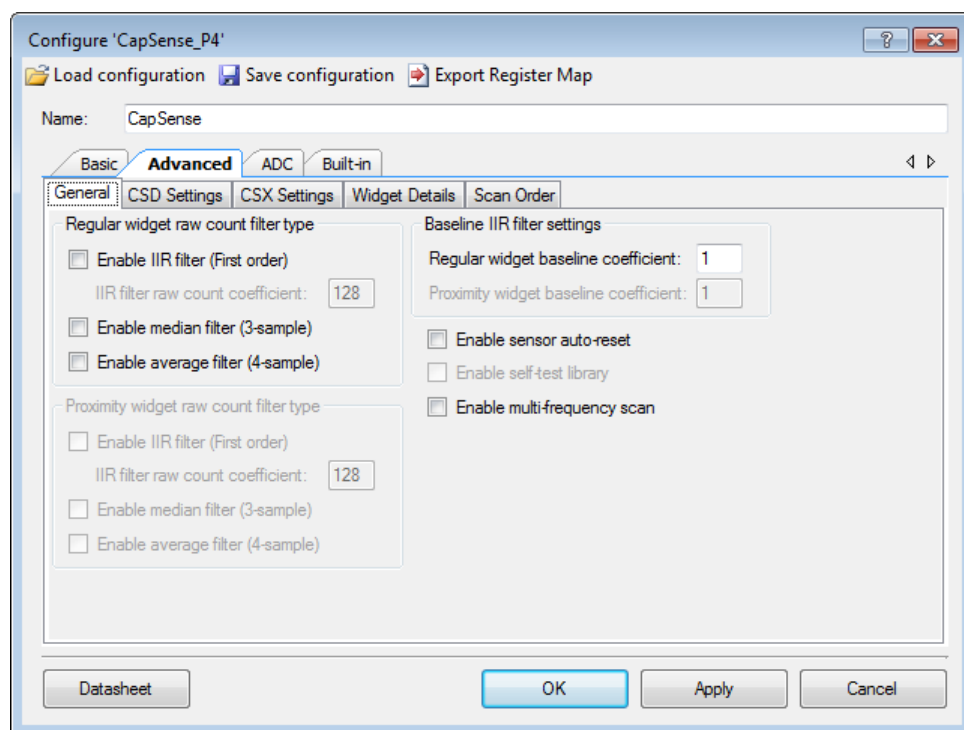 Configure 'CapSense_P4'
Load configuration Save configuration Export Register Map
Name: CapSense
Basic Advanced ADC Built-in
General CSD Settings CSX Settings Widget Details Scan Order
Regular widget raw count filter type
Enable IIR filter (First order)
IIR filter raw count coefficient: 128
Enable median filter (3-sample)
Enable average filter (4-sample)
Proximity widget raw count filter type
Enable IIR filter (First order)
IIR filter raw count coefficient: 128
Enable median filter (3-sample)
Enable average filter (4-sample)
Baseline IIR filter settings
Regular widget baseline coefficient: 1
Proximity widget baseline coefficient: 1
Enable sensor auto-reset
Enable self-test library
Enable multi-frequency scan
Datasheet OK Apply Cancel